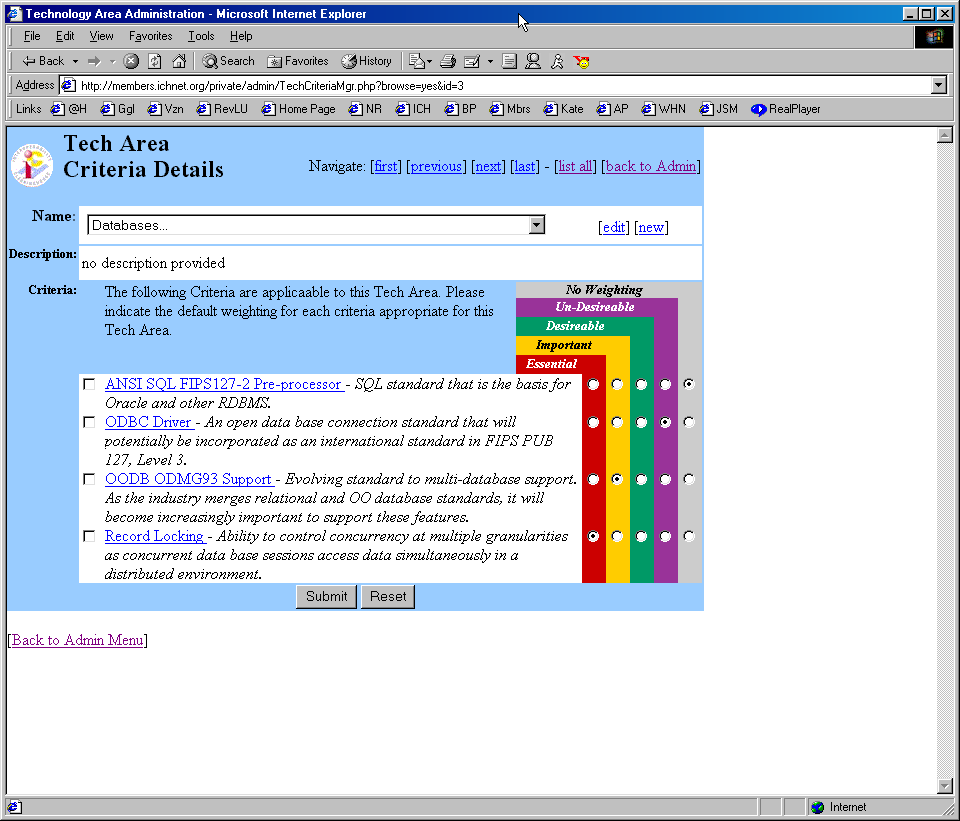 Technology Area Administration - Microsoft Internet Explorer
File Edit View Favorites Tools Help
Back Search Favorites History
Address http://members.ichnet.org/private/admin/TechCriteriaMgr.php?browse=yes&id=3
Links @H Ggl Vzn RevLU Home Page NR ICH BP Mbrs Kate AP WHN JSM RealPlayer
Tech Area
Criteria Details
Navigate: [first] [previous] [next] [last] - [list all] [back to Admin]
Name: Databases... [edit] [new]
Description: no description provided
Criteria: The following Criteria are applicaable to this Tech Area. Please
indicate the default weighting for each criteria appropriate for this
Tech Area.
No Weighting
Un-Desireable
Desireable
Important
Essential
ANSI SQL FIPS127-2 Pre-processor - SQL standard that is the basis for
Oracle and other RDBMS.
ODBC Driver - An open data base connection standard that will
potentially be incorporated as an international standard in FIPS PUB
127, Level 3.
OODB ODMG93 Support - Evolving standard to multi-database support.
As the industry merges relational and OO database standards, it will
become increasingly important to support these features.
Record Locking - Ability to control concurrency at multiple granularities
as concurrent data base sessions access data simultaneously in a
distributed environment.
Submit Reset
[Back to Admin Menu]
Internet